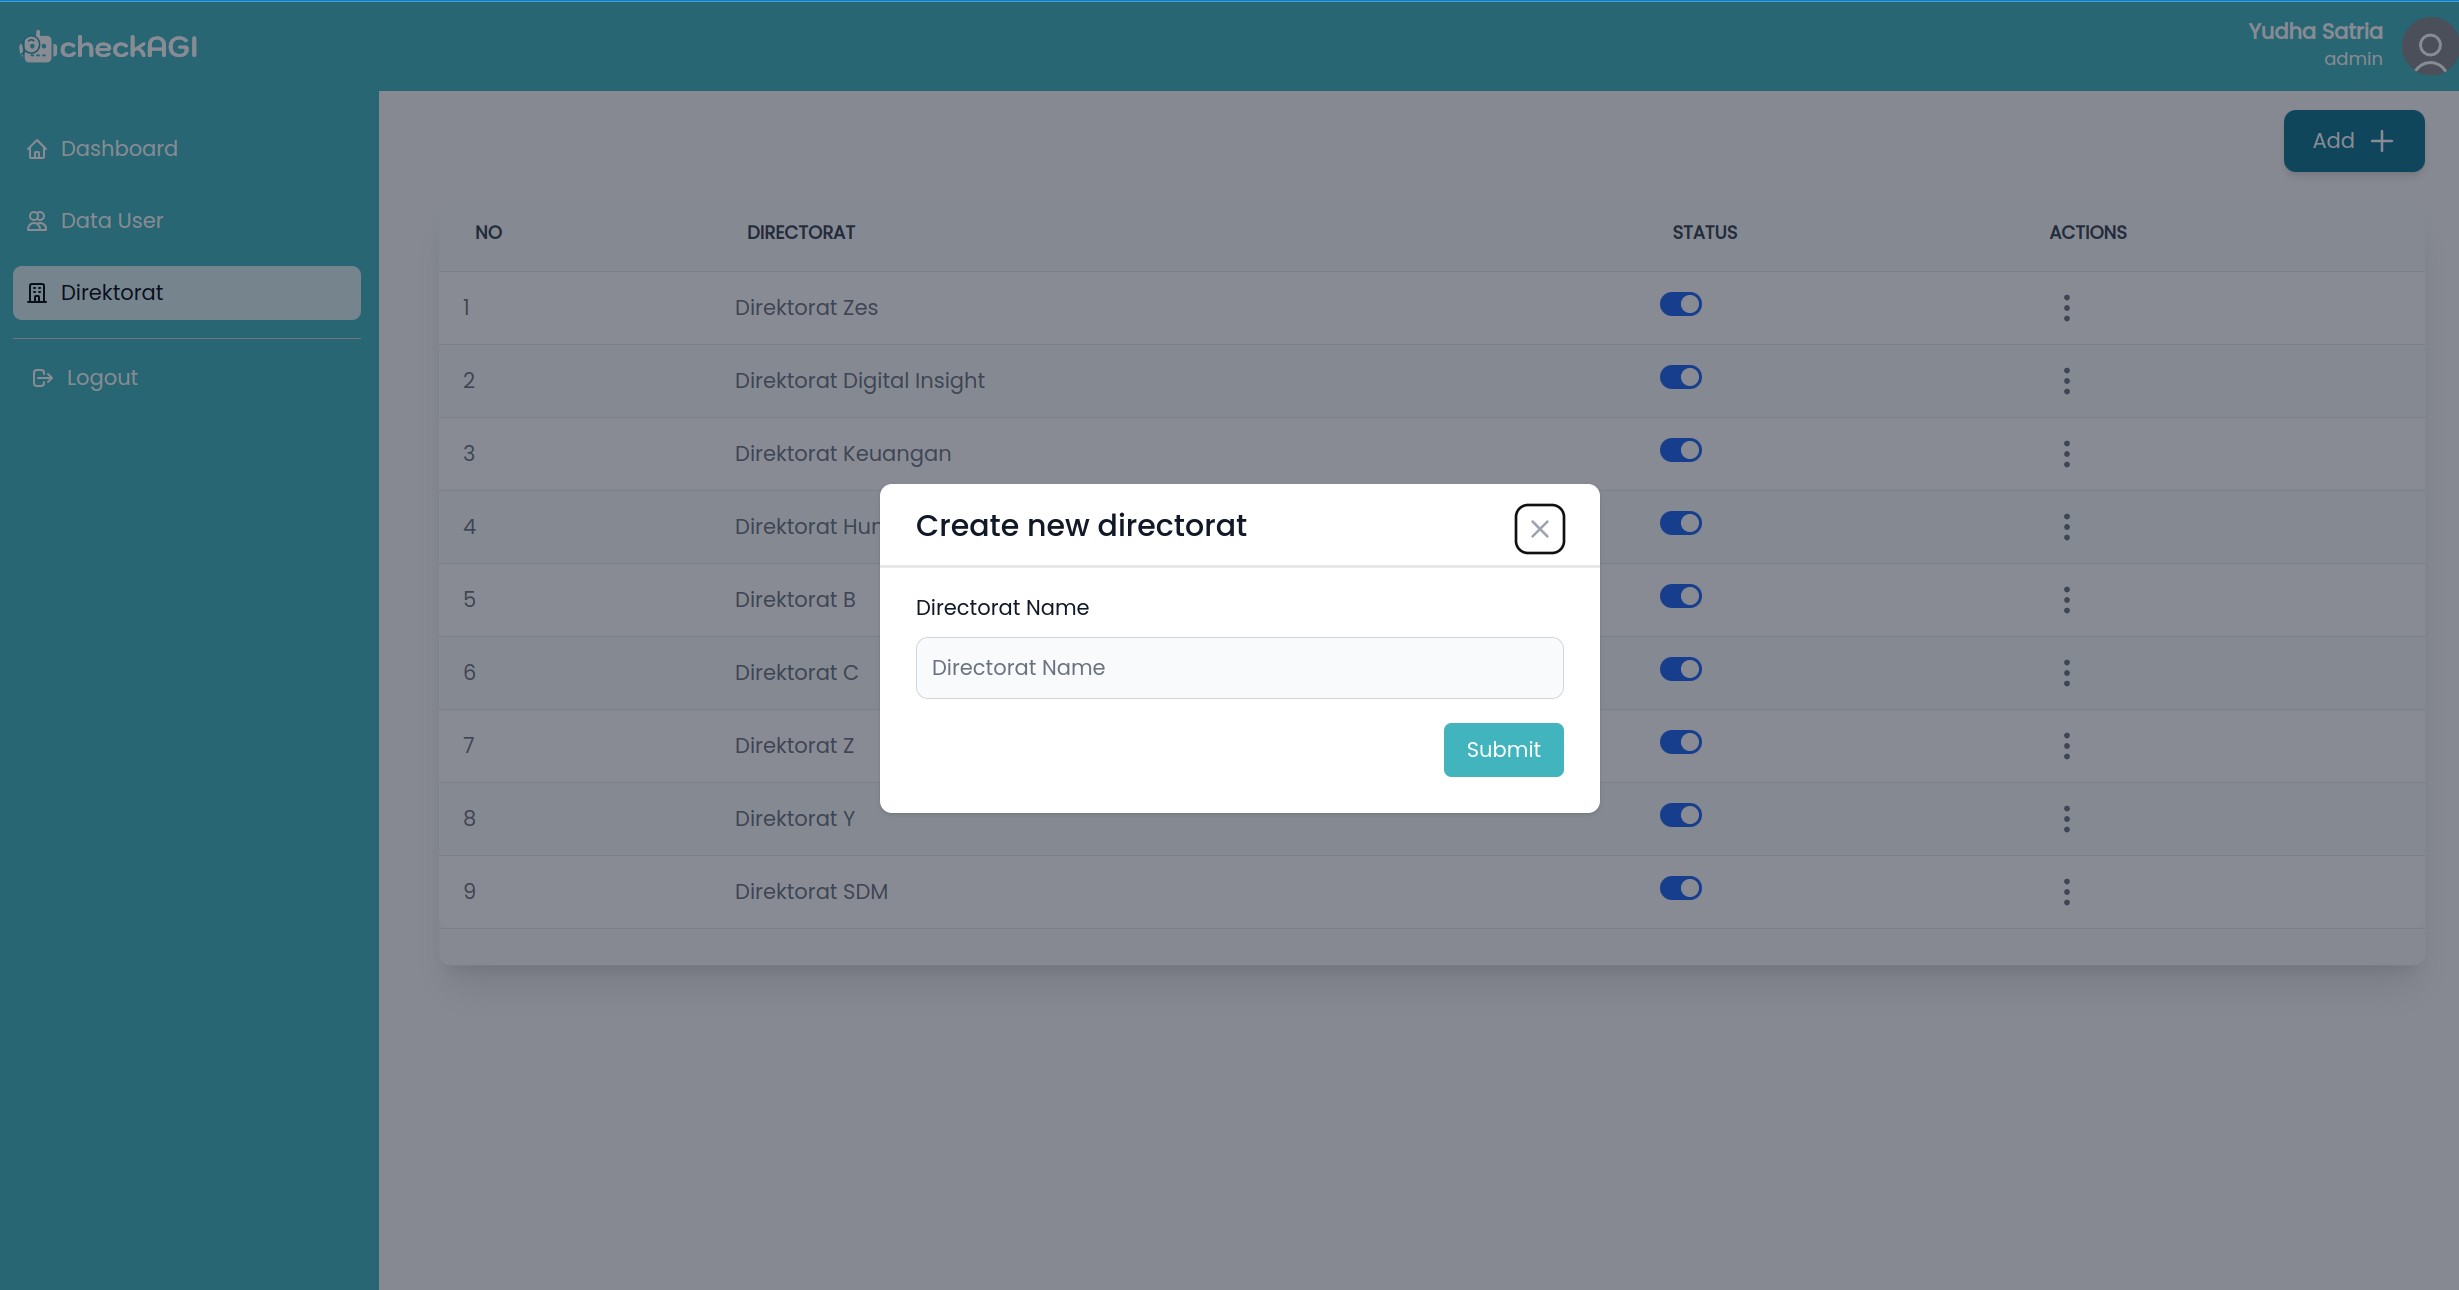 checkAGI
Yudha Satria
admin
Dashboard
Data User
Direktorat
Logout
Add
NO DIRECTORAT STATUS ACTIONS
1 Direktorat Zes
2 Direktorat Digital Insight
3 Direktorat Keuangan
4 Direktorat
5 Direktorat B
6 Direktorat C
7 Direktorat Z
8 Direktorat Y
9 Direktorat SDM
Create new directorat
Directorat Name
Directorat Name
Submit